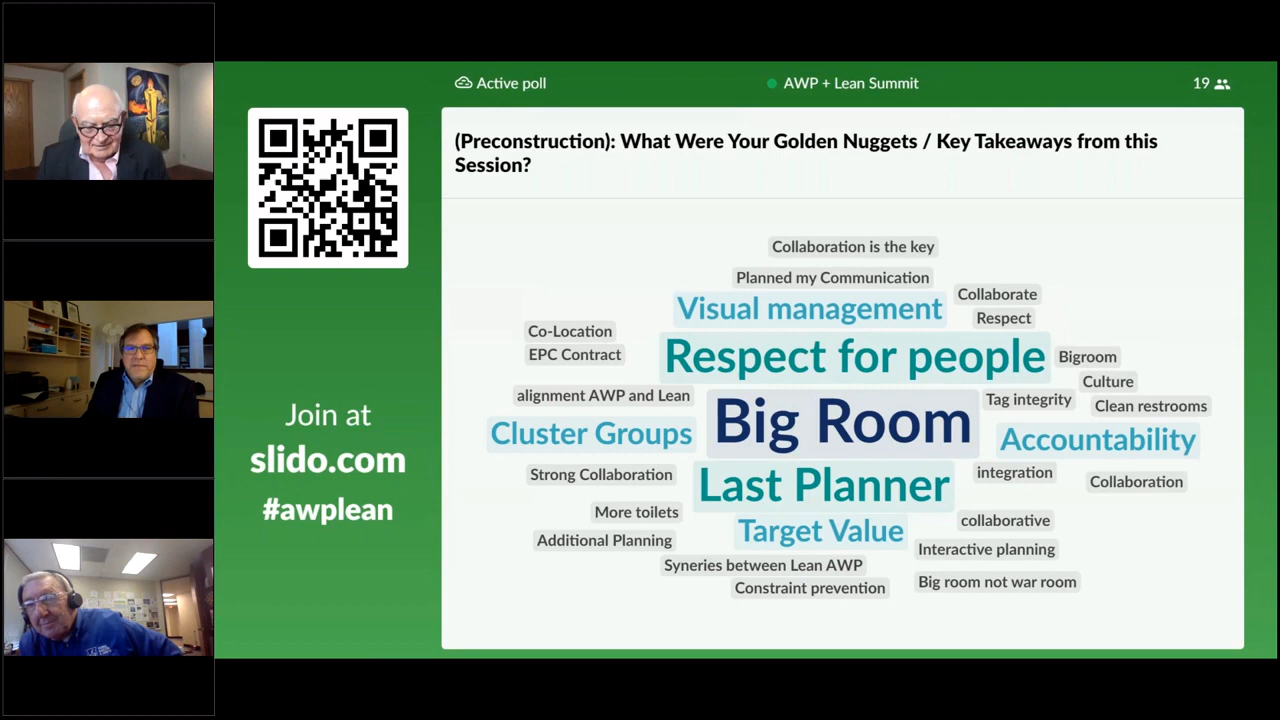 Active poll
AWP + Lean Summit
19
(Preconstruction): What Were Your Golden Nuggets / Key Takeaways from this
Session?
Collaboration is the key
Planned my Communication
Collaborate
Visual management
Respect
Co-Location
Respect for people
EPC Contract
Bigroom
Culture
alignment AWP and Lean
Tag integrity
Clean restrooms
Big Room
Cluster Groups
Accountability
Strong Collaboration
integration
Collaboration
Last Planner
More toilets
collaborative
Target Value
Additional Planning
Interactive planning
Syneries between Lean AWP
Big room not war room
Constraint prevention
Join at
slido.com
#awplean